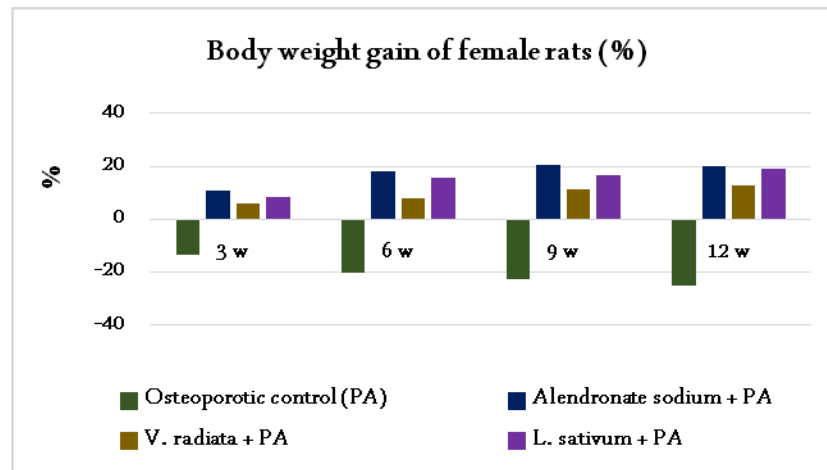 Body weight gain of female rats (%)
40
20
0
-20
-40
%
3 w 6 w 9 w 12 w
Osteoporotic control (PA) Alendronate sodium + PA
V. radiata + PA L. sativum + PA